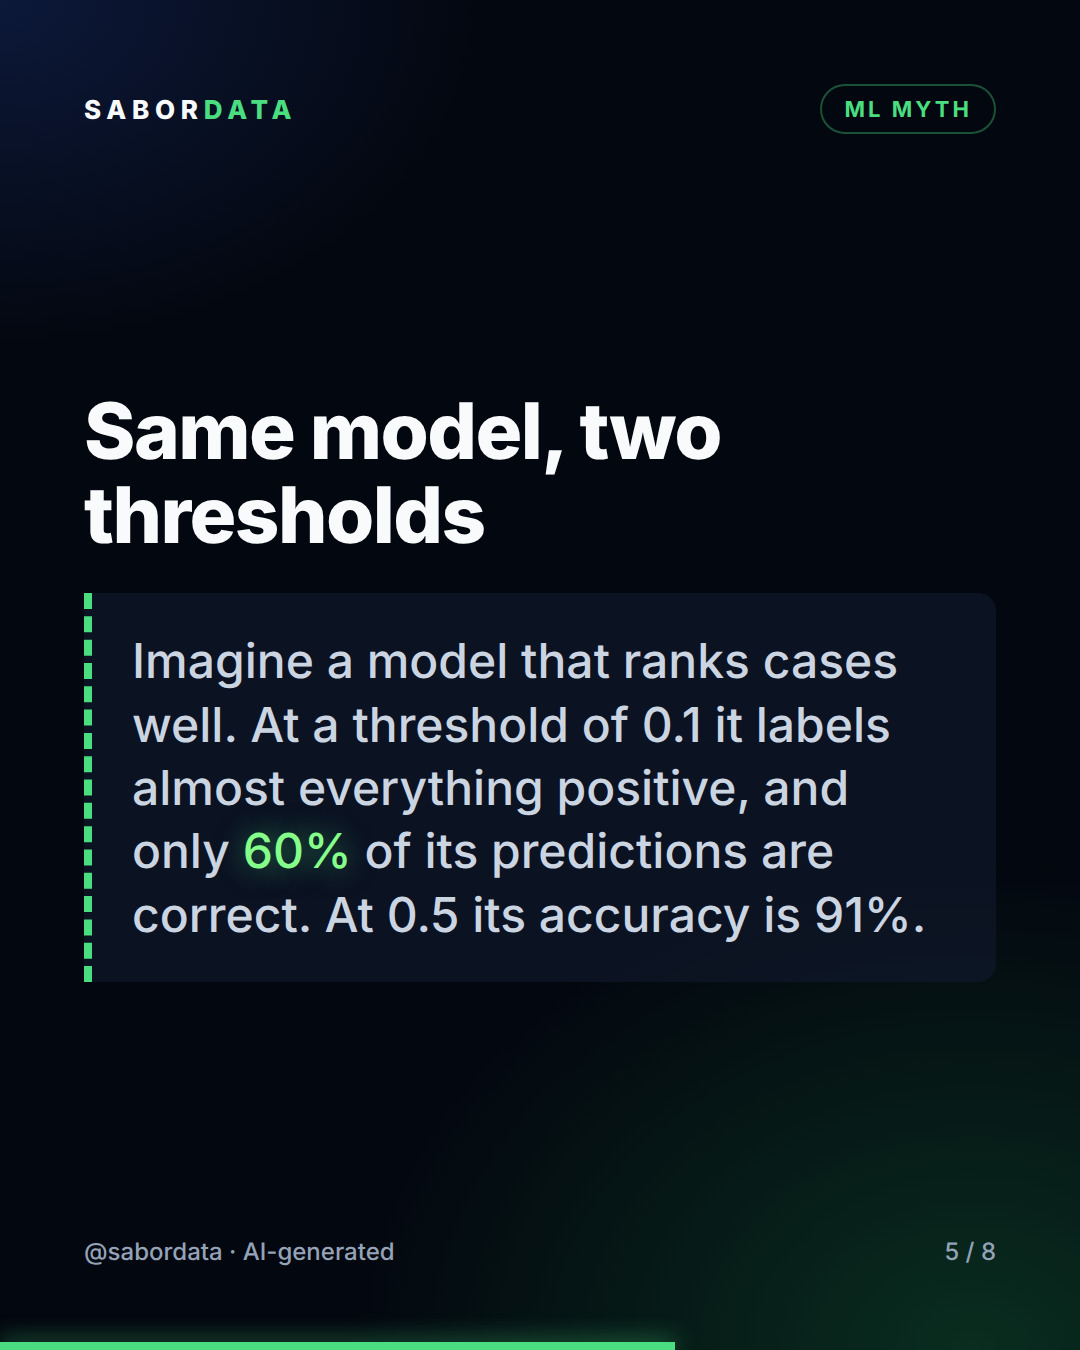 SABORDATA
ML MYTH
Same model, two
thresholds
Imagine a model that ranks cases
well. At a threshold of 0.1 it labels
almost everything positive, and
only 60% of its predictions are
correct. At 0.5 its accuracy is 91%.
@sabordata · AI-generated
5 / 8